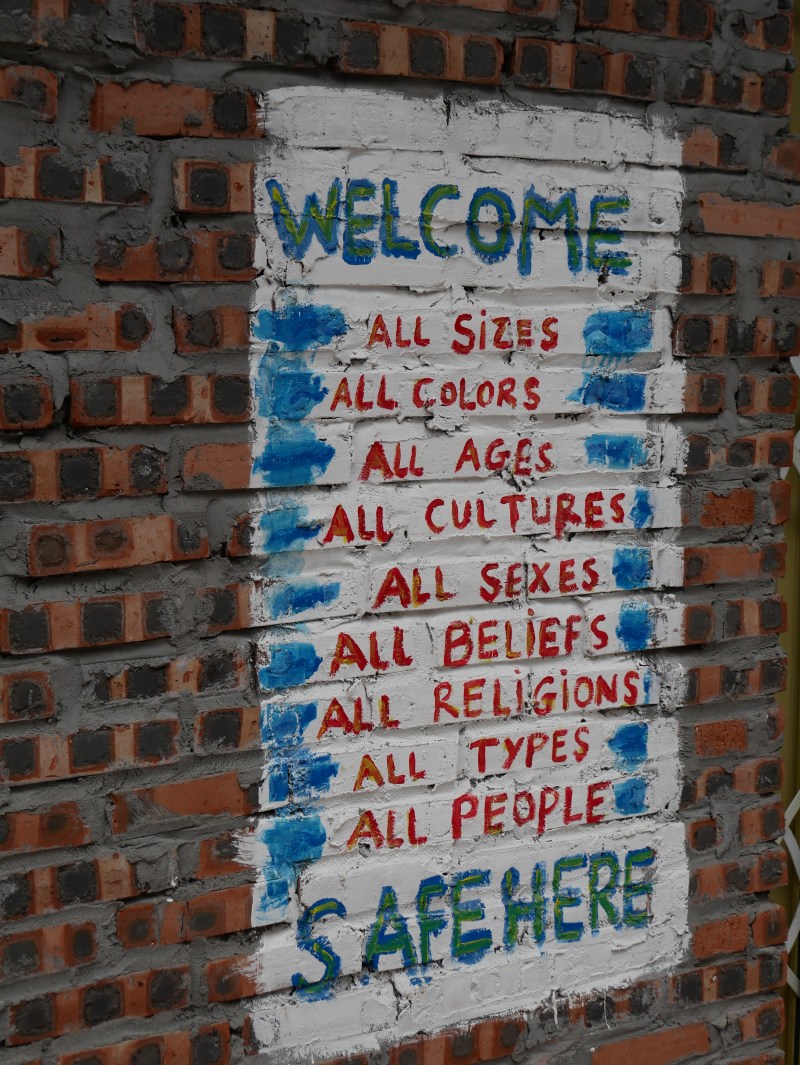 WELCOME
ALL SiZES
ALL COLORS
ALL AGES
ALL CULTURES
ALL SEXES
ALL BELiEFS
ALL RELiGiONS
ALL TYPES
ALL PEOPLE
SAFE HERE